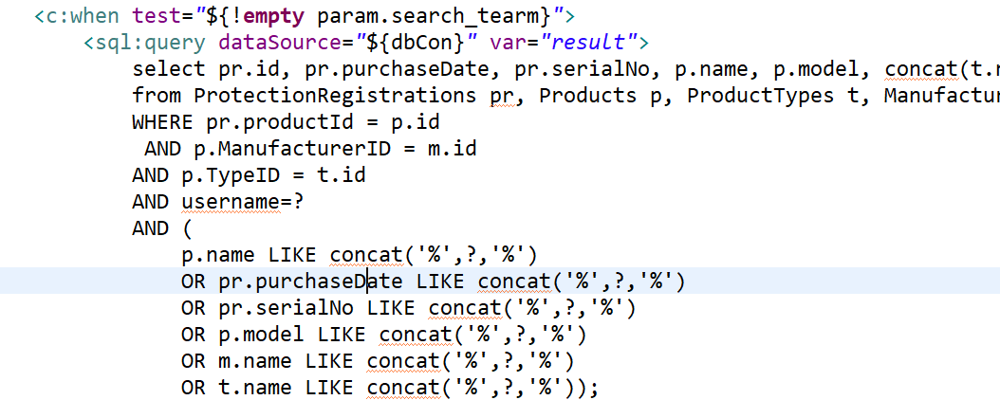 <c:when test="${!empty param.search_tearm}">
<sql:query dataSource="${dbCon}" var="result">
select pr.id, pr.purchaseDate, pr.serialNo, p.name, p.model, concat(t.
from ProtectionRegistrations pr, Products p, ProductTypes t, Manufactur
WHERE pr.productId = p.id
AND p.ManufacturerID = m.id
AND p.TypeID = t.id
AND username=?
AND (
p.name LIKE concat('%',?,'%')
OR pr.purchaseDate LIKE concat('%',?,'%')
OR pr.serialNo LIKE concat('%',?,'%')
OR p.model LIKE concat('%',?,'%')
OR m.name LIKE concat('%',?,'%')
OR t.name LIKE concat('%',?,'%'));